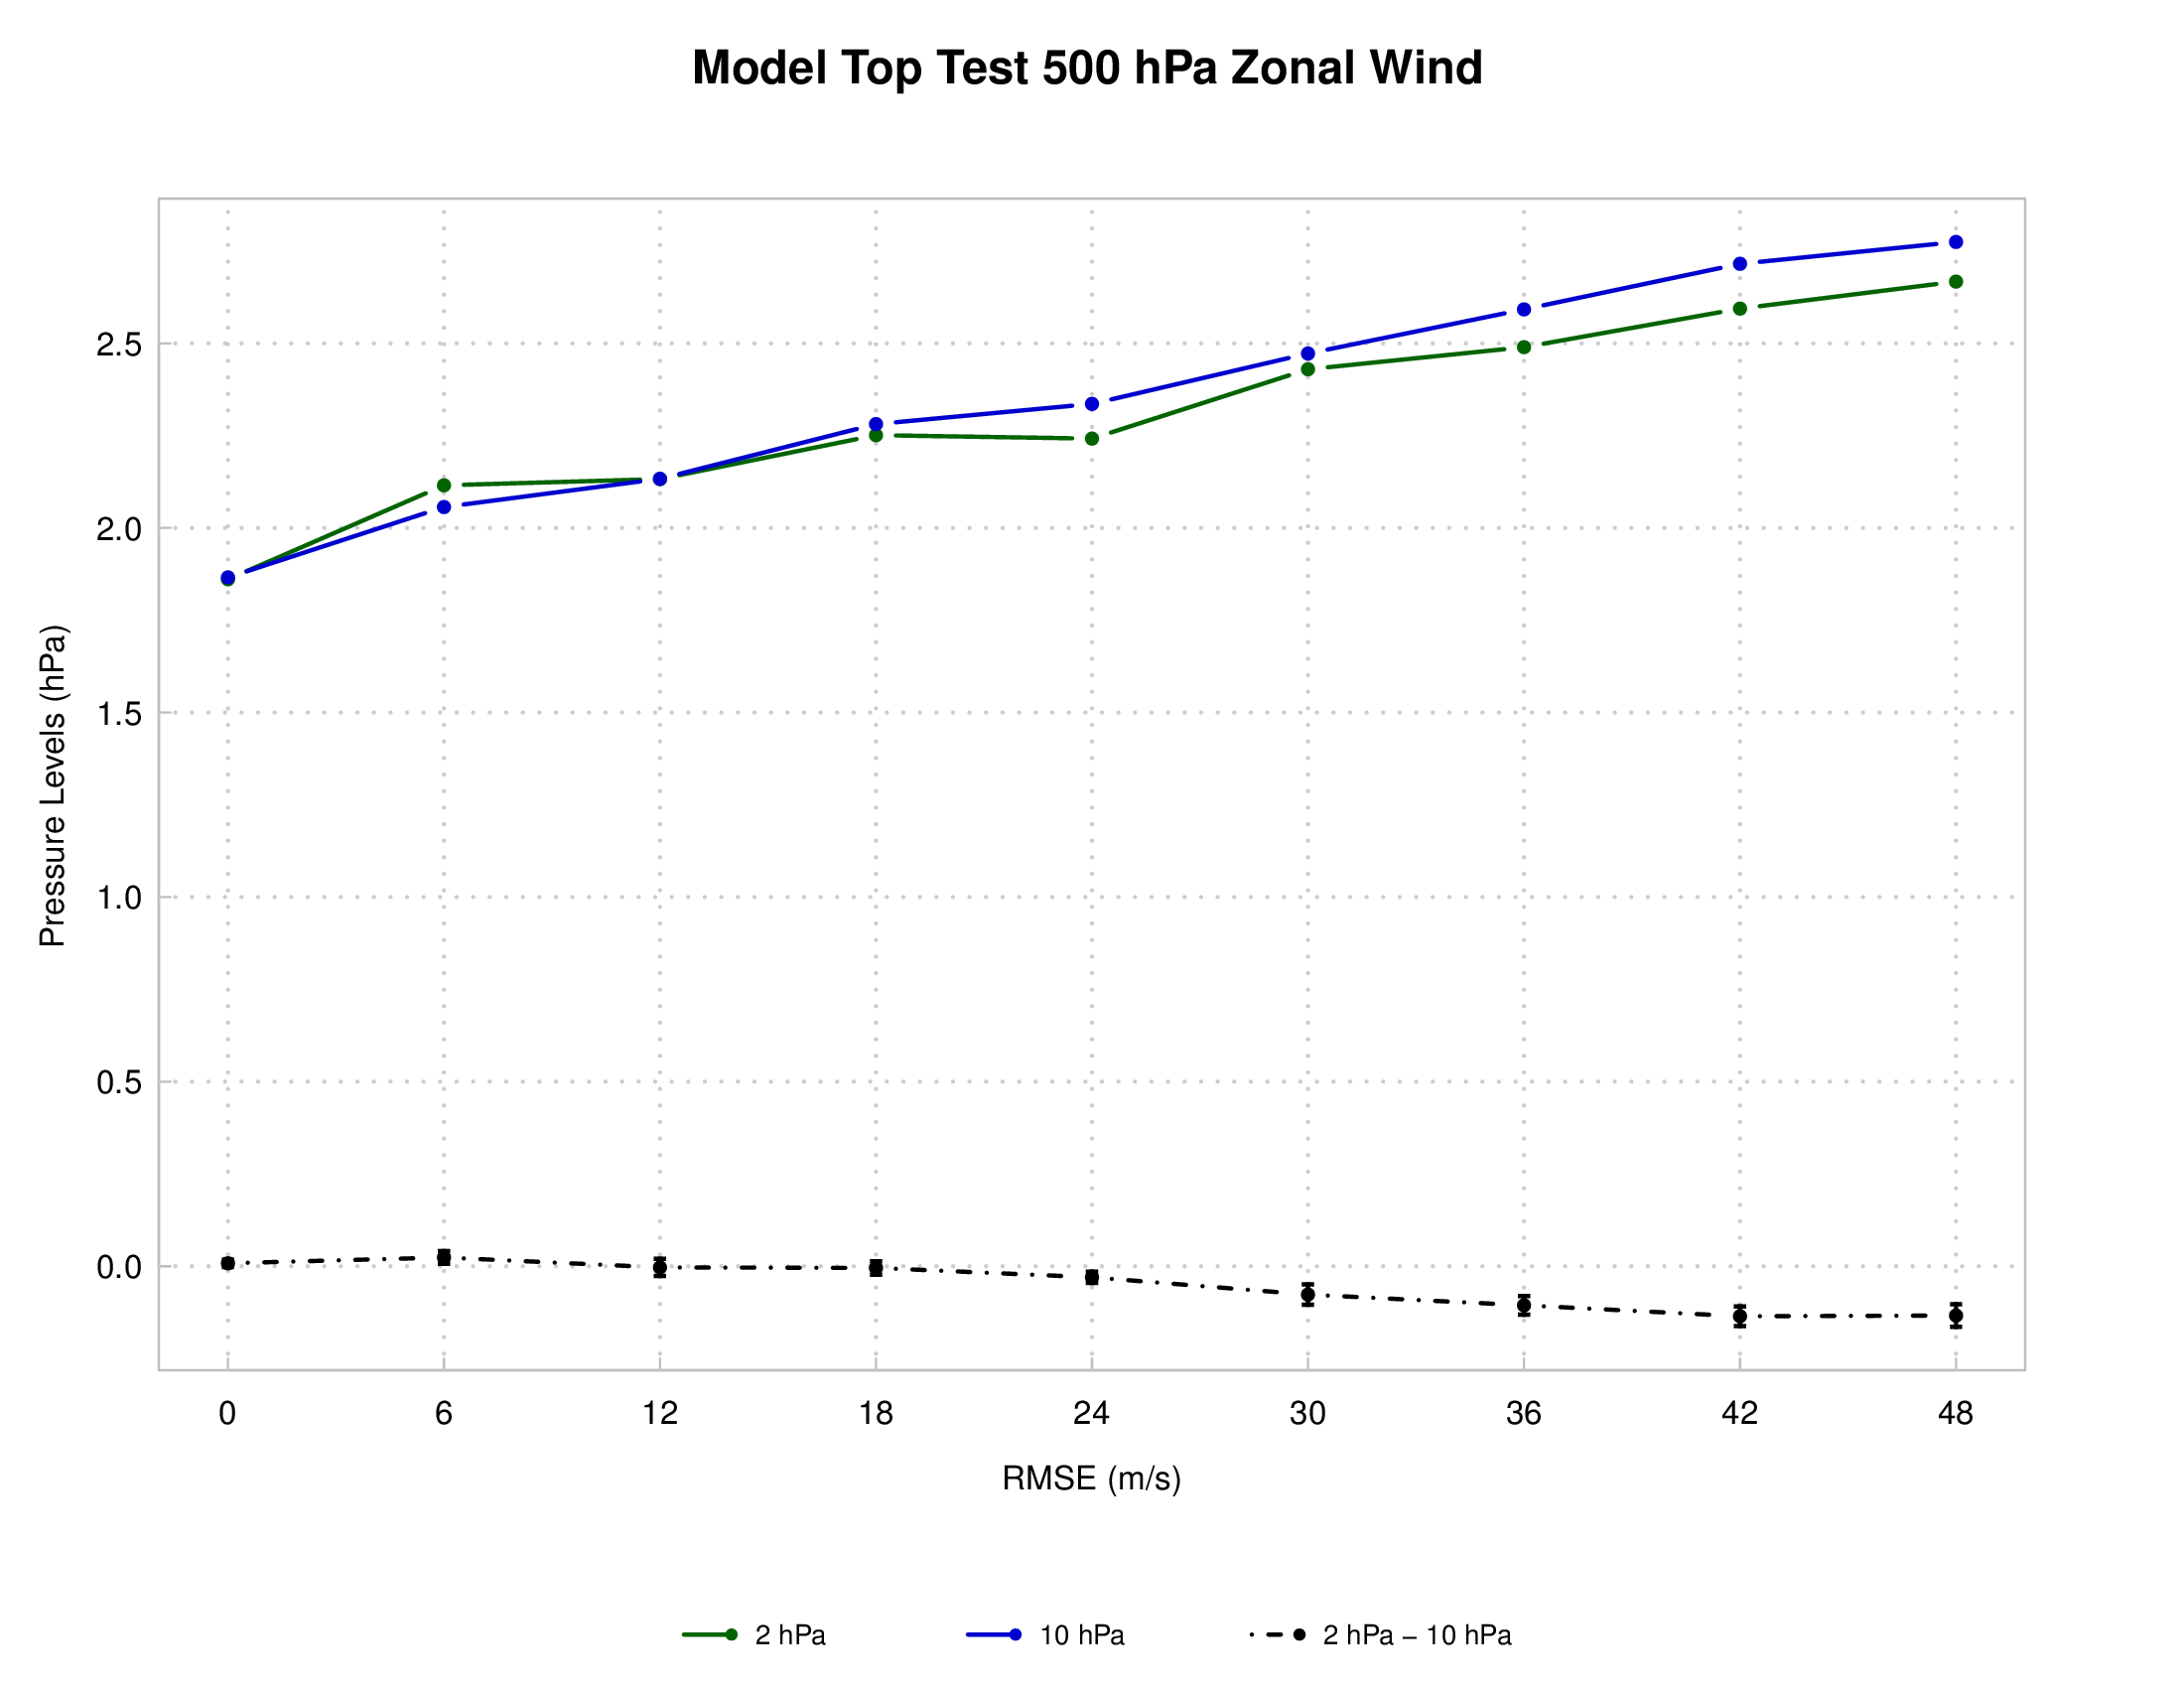 Model Top Test 500 hPa Zonal Wind
Pressure Levels (hPa)
2.5
2.0
1.5
1.0
0.5
0.0
0 6 12 18 24 30 36 42 48
RMSE (m/s)
2 hPa 10 hPa 2 hPa – 10 hPa